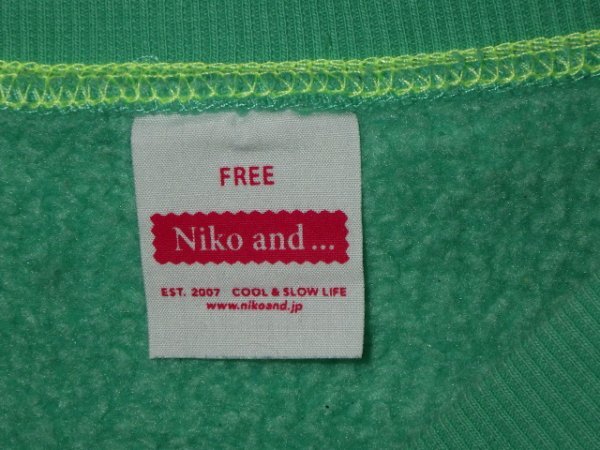 FREE
Niko and ...
EST. 2007 COOL & SLOW LIFE
www.nikoand.jp